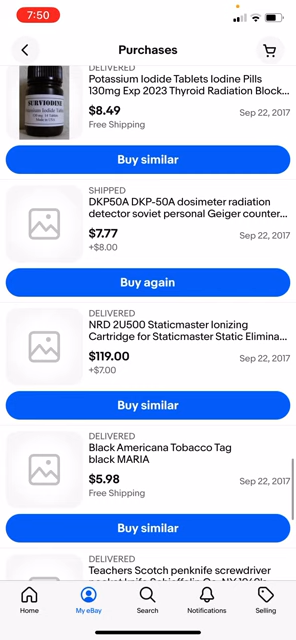 7:50
Purchases
DELIVERED
Potassium Iodide Tablets Iodine Pills
130mg Exp 2023 Thyroid Radiation Block...
SURVIODINE
$8.49
Sep 22, 2017
Free Shipping
Buy similar
SHIPPED
DKP50A DKP-50A dosimeter radiation
detector soviet personal Geiger counter...
$7.77
Sep 22, 2017
+$8.00
Buy again
DELIVERED
NRD 2U500 Staticmaster Ionizing
Cartridge for Staticmaster Static Elimina...
$119.00
Sep 22, 2017
+$7.00
Buy similar
DELIVERED
Black Americana Tobacco Tag
black MARIA
$5.98
Sep 22, 2017
Free Shipping
Buy similar
DELIVERED
Teachers Scotch penknife screwdriver
Home
My eBay
Search
Notifications
Selling